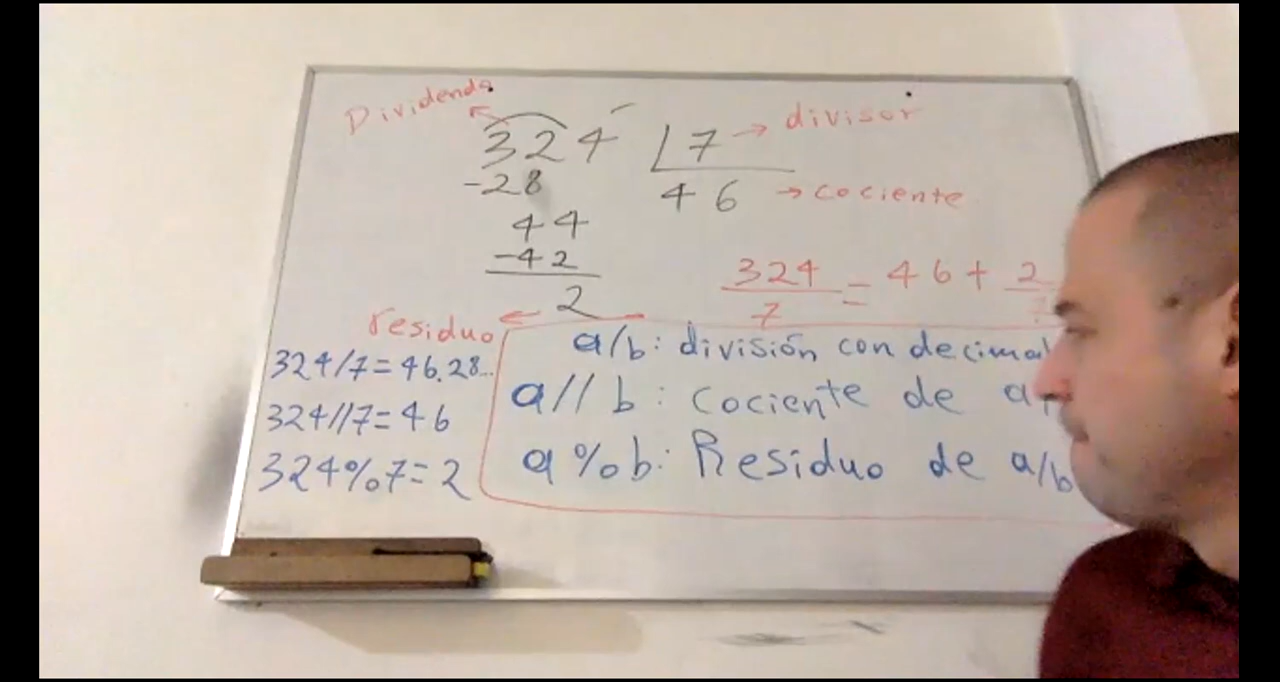 Dividendo
324 7 → divisor
-28 46 → cociente
44
-42
2
324/7 = 46 + 2
residuo
324/7=46.28...
324//7=46
324%7=2
a/b: división con decimal
a//b: cociente de a
a%b: Residuo de a/b